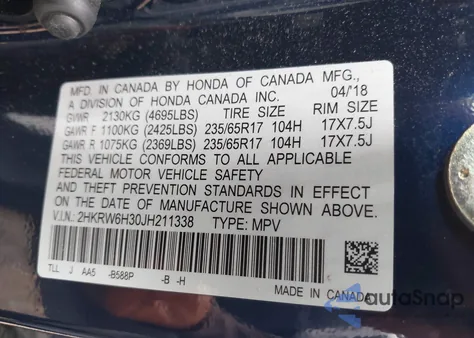 MFD. IN CANADA BY HONDA OF CANADA MFG.,
A DIVISION OF HONDA CANADA INC. 04/'18
GVWR 2130KG (4695LBS) TIRE SIZE RIM SIZE
GAWR F 1100KG (2425LBS) 235/65R17 104H 17X7.5J
GAWR R 1075KG (2369LBS) 235/65R17 104H 17X7.5J
THIS VEHICLE CONFORMS TO ALL APPLICABLE
FEDERAL MOTOR VEHICLE SAFETY
AND THEFT PREVENTION STANDARDS IN EFFECT
ON THE DATE OF MANUFACTURE SHOWN ABOVE.
V.I.N.: 2HKRW6H30JH211338 TYPE: MPV
TLL J AA5 -B588P -B -H
MADE IN CANADA
autoSnap